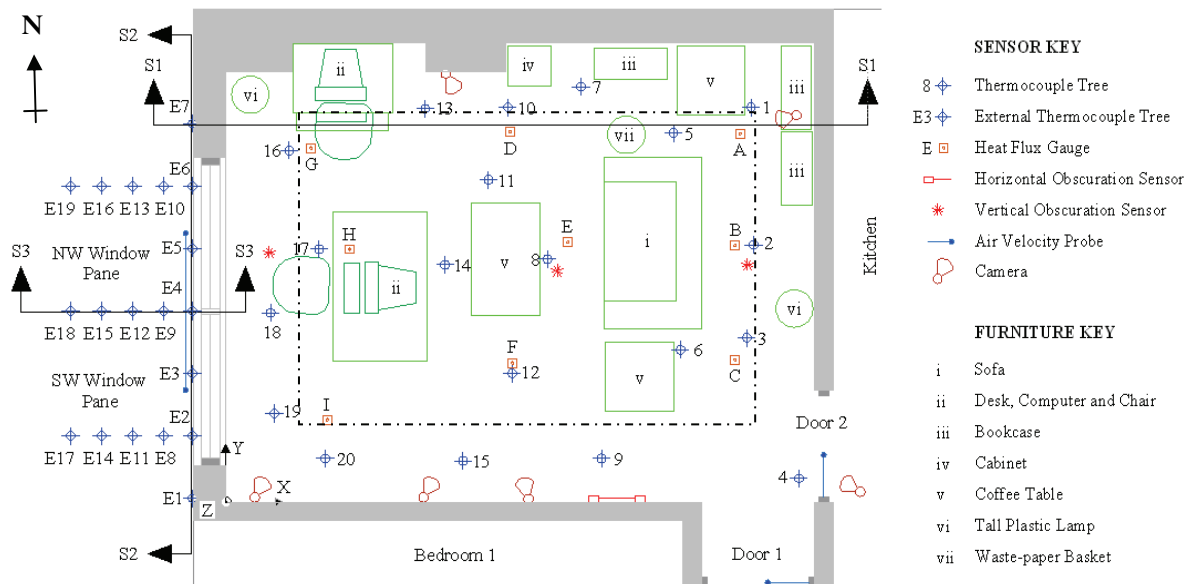 N
S2
S1
S1
E7
vi
ii
13
iv
10
7
iii
v
1
iii
SENSOR KEY
8 Thermocouple Tree
E3 External Thermocouple Tree
E Heat Flux Gauge
Horizontal Obscuration Sensor
Vertical Obscuration Sensor
Air Velocity Probe
Camera
16
G
D
vii
5
A
E6
11
iii
E19 E16 E13 E10
NW Window
Pane
E5
S3
S3
17
H
14
v
8
E
i
B
2
Kitchen
E4
ii
vi
E18 E15 E12 E9
18
3
FURNITURE KEY
i Sofa
ii Desk, Computer and Chair
iii Bookcase
iv Cabinet
v Coffee Table
vi Tall Plastic Lamp
vii Waste-paper Basket
SW Window
Pane
E3
F
12
6
v
C
E2
19
I
Door 2
E17 E14 E11 E8
Y
20
15
9
4
E1
Z
X
S2
Bedroom 1
Door 1